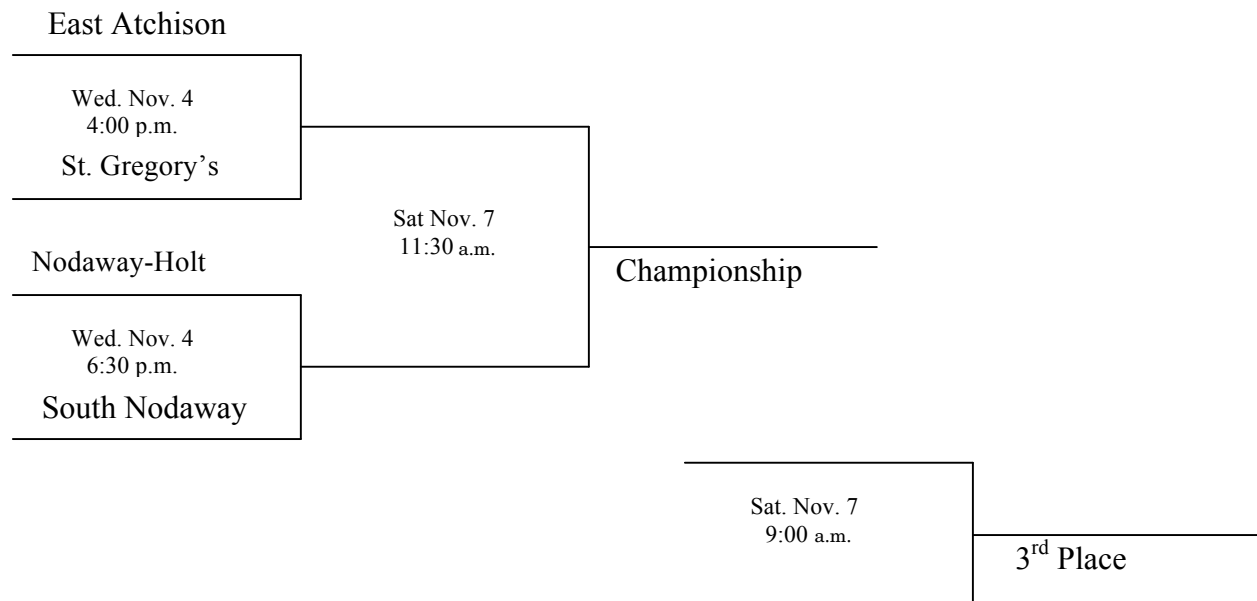 East Atchison
Wed. Nov. 4
4:00 p.m.
St. Gregory’s
Sat Nov. 7
11:30 a.m.
Nodaway-Holt
Championship
Wed. Nov. 4
6:30 p.m.
South Nodaway
Sat. Nov. 7
9:00 a.m.
3rd Place